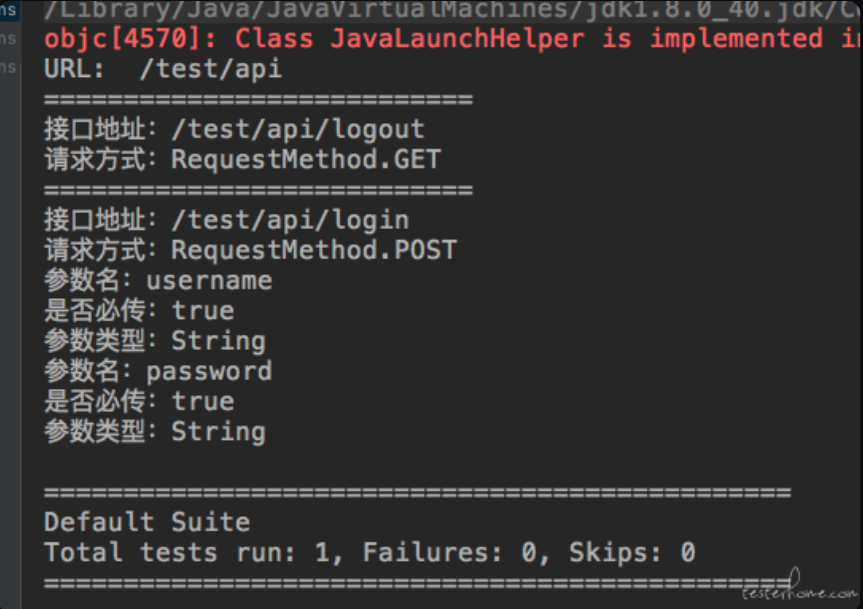 ms
/Library/Java/JavaVirtualMachines/jdk1.8.0_40.jdk/Co
ms
objc[4570]: Class JavaLaunchHelper is implemented in
ms
URL:  /test/api
===========================
接口地址：/test/api/logout
请求方式：RequestMethod.GET
===========================
接口地址：/test/api/login
请求方式：RequestMethod.POST
参数名：username
是否必传：true
参数类型：String
参数名：password
是否必传：true
参数类型：String
===============================================
Default Suite
Total tests run: 1, Failures: 0, Skips: 0
===============================================
testerhome.com